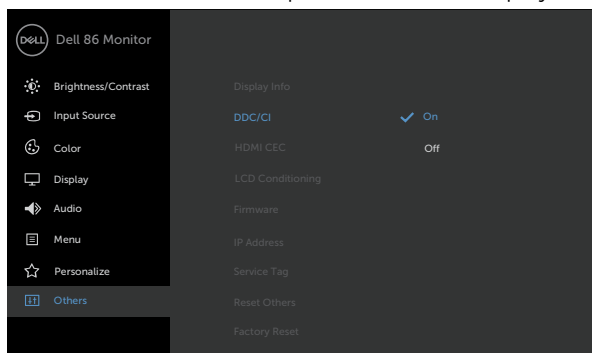 DELL Dell 86 Monitor
Brightness/Contrast Display Info
Input Source DDC/CI On
Color HDMI CEC Off
Display LCD Conditioning
Audio Firmware
Menu IP Address
Personalize Service Tag
Others Reset Others
Factory Reset